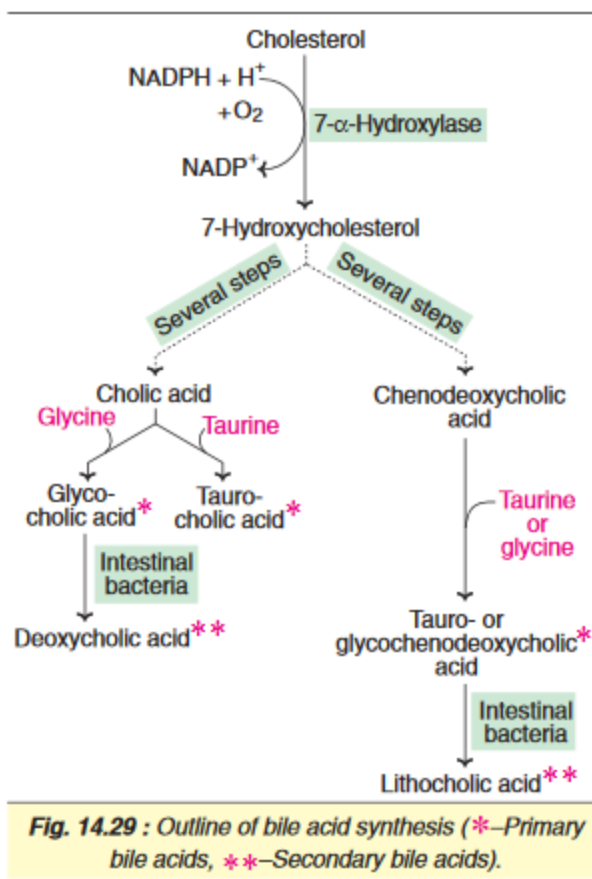 Cholesterol
NADPH + H⁺
+O₂
7-α-Hydroxylase
NADP⁺
7-Hydroxycholesterol
Several steps
Several steps
Cholic acid
Chenodeoxycholic
acid
Glycine
Taurine
Glyco-
cholic acid*
Tauro-
cholic acid*
Taurine
or
glycine
Intestinal
bacteria
Deoxycholic acid**
Tauro- or
glycochenodeoxycholic*
acid
Intestinal
bacteria
Lithocholic acid**
Fig. 14.29 : Outline of bile acid synthesis (*–Primary
bile acids, **–Secondary bile acids).